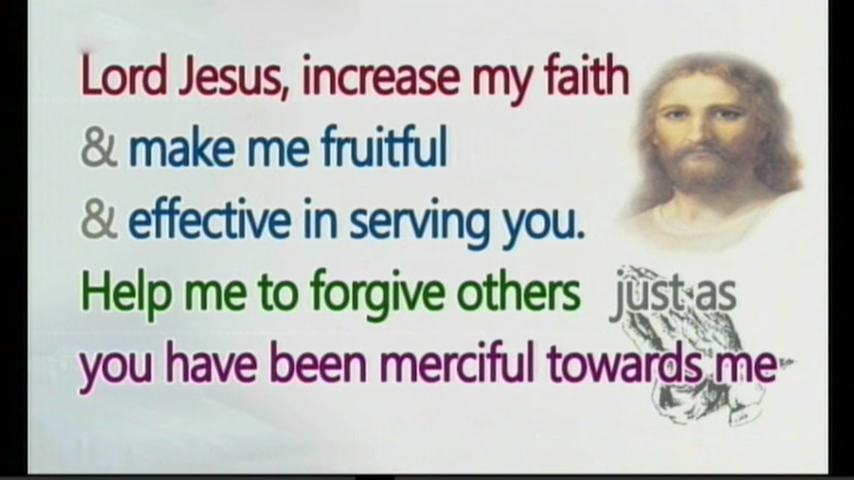 Lord Jesus, increase my faith
& make me fruitful
& effective in serving you.
Help me to forgive others just as
you have been merciful towards me